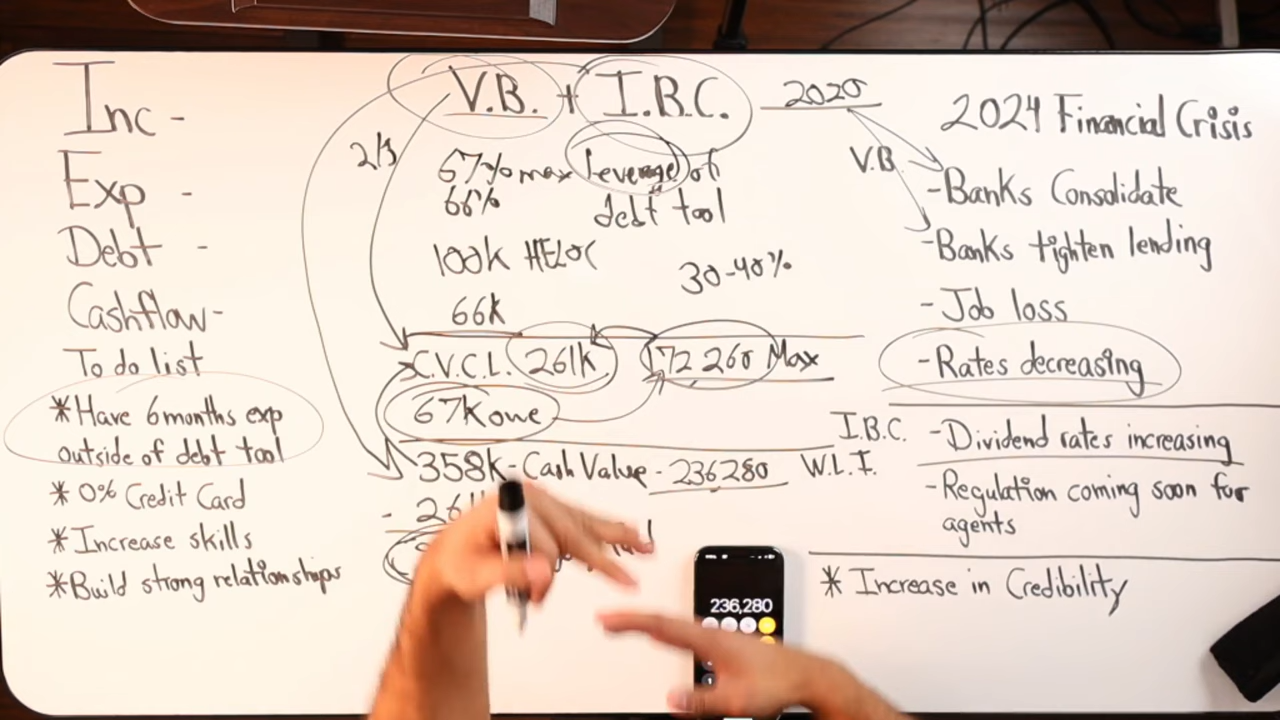 Inc -
Exp -
Debt -
Cashflow -
To do list
*Have 6 months exp
outside of debt tool
* 0% Credit Card
*Increase skills
*Build strong relationships
V.B. + I.B.C.
2/3
67% max leverage of
66%
debt tool
100k HELOC
30-40%
66k
C.V.C.L. 261k 172 260 Max
67K owe
358K - Cash Value - 236280
- 26
2020
2024 Financial Crisis
V.B.
-Banks Consolidate
-Banks tighten lending
-Job loss
-Rates decreasing
I.B.C. -Dividend rates increasing
W.L.I.
-Regulation coming soon for
agents
* Increase in Credibility
236,280